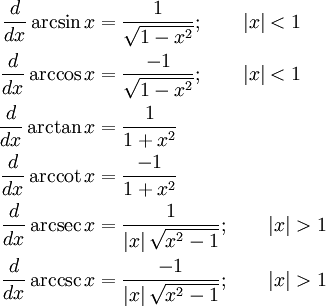 d/dx arcsin x = 1/√(1 − x²); |x| < 1
d/dx arccos x = −1/√(1 − x²); |x| < 1
d/dx arctan x = 1/(1 + x²)
d/dx arccot x = −1/(1 + x²)
d/dx arcsec x = 1/(|x| √(x² − 1)); |x| > 1
d/dx arccsc x = −1/(|x| √(x² − 1)); |x| > 1